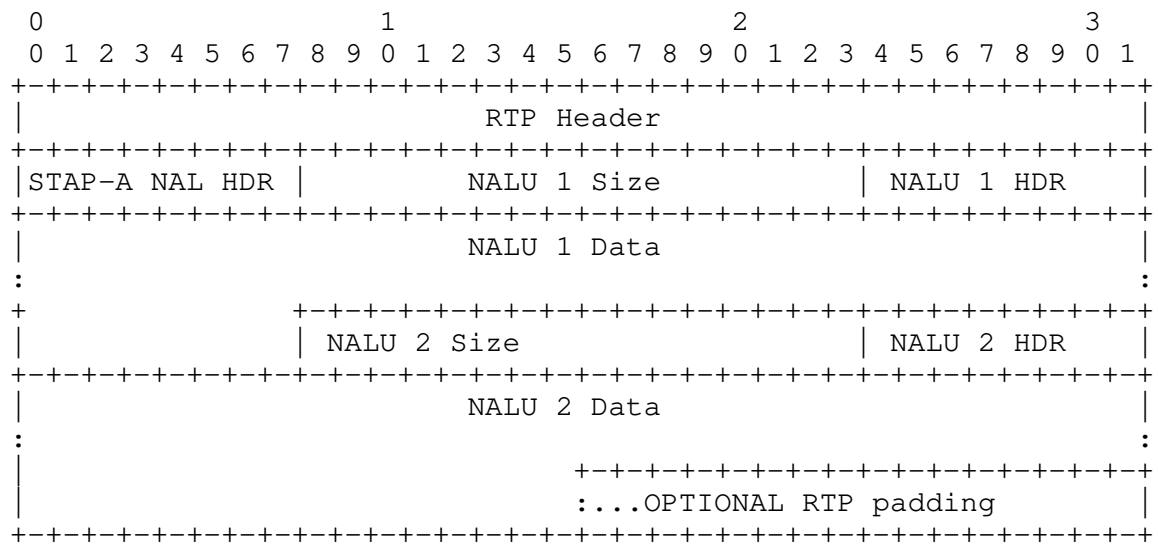 0                   1                   2                   3
 0 1 2 3 4 5 6 7 8 9 0 1 2 3 4 5 6 7 8 9 0 1 2 3 4 5 6 7 8 9 0 1
+-+-+-+-+-+-+-+-+-+-+-+-+-+-+-+-+-+-+-+-+-+-+-+-+-+-+-+-+-+-+-+-+
|                          RTP Header                           |
+-+-+-+-+-+-+-+-+-+-+-+-+-+-+-+-+-+-+-+-+-+-+-+-+-+-+-+-+-+-+-+-+
|STAP-A NAL HDR |         NALU 1 Size           | NALU 1 HDR    |
+-+-+-+-+-+-+-+-+-+-+-+-+-+-+-+-+-+-+-+-+-+-+-+-+-+-+-+-+-+-+-+-+
|                         NALU 1 Data                           |
:                                                               :
+               +-+-+-+-+-+-+-+-+-+-+-+-+-+-+-+-+-+-+-+-+-+-+-+-+
|               | NALU 2 Size                   | NALU 2 HDR    |
+-+-+-+-+-+-+-+-+-+-+-+-+-+-+-+-+-+-+-+-+-+-+-+-+-+-+-+-+-+-+-+-+
|                         NALU 2 Data                           |
:                                                               :
|                               +-+-+-+-+-+-+-+-+-+-+-+-+-+-+-+-+
|                               :...OPTIONAL RTP padding        |
+-+-+-+-+-+-+-+-+-+-+-+-+-+-+-+-+-+-+-+-+-+-+-+-+-+-+-+-+-+-+-+-+